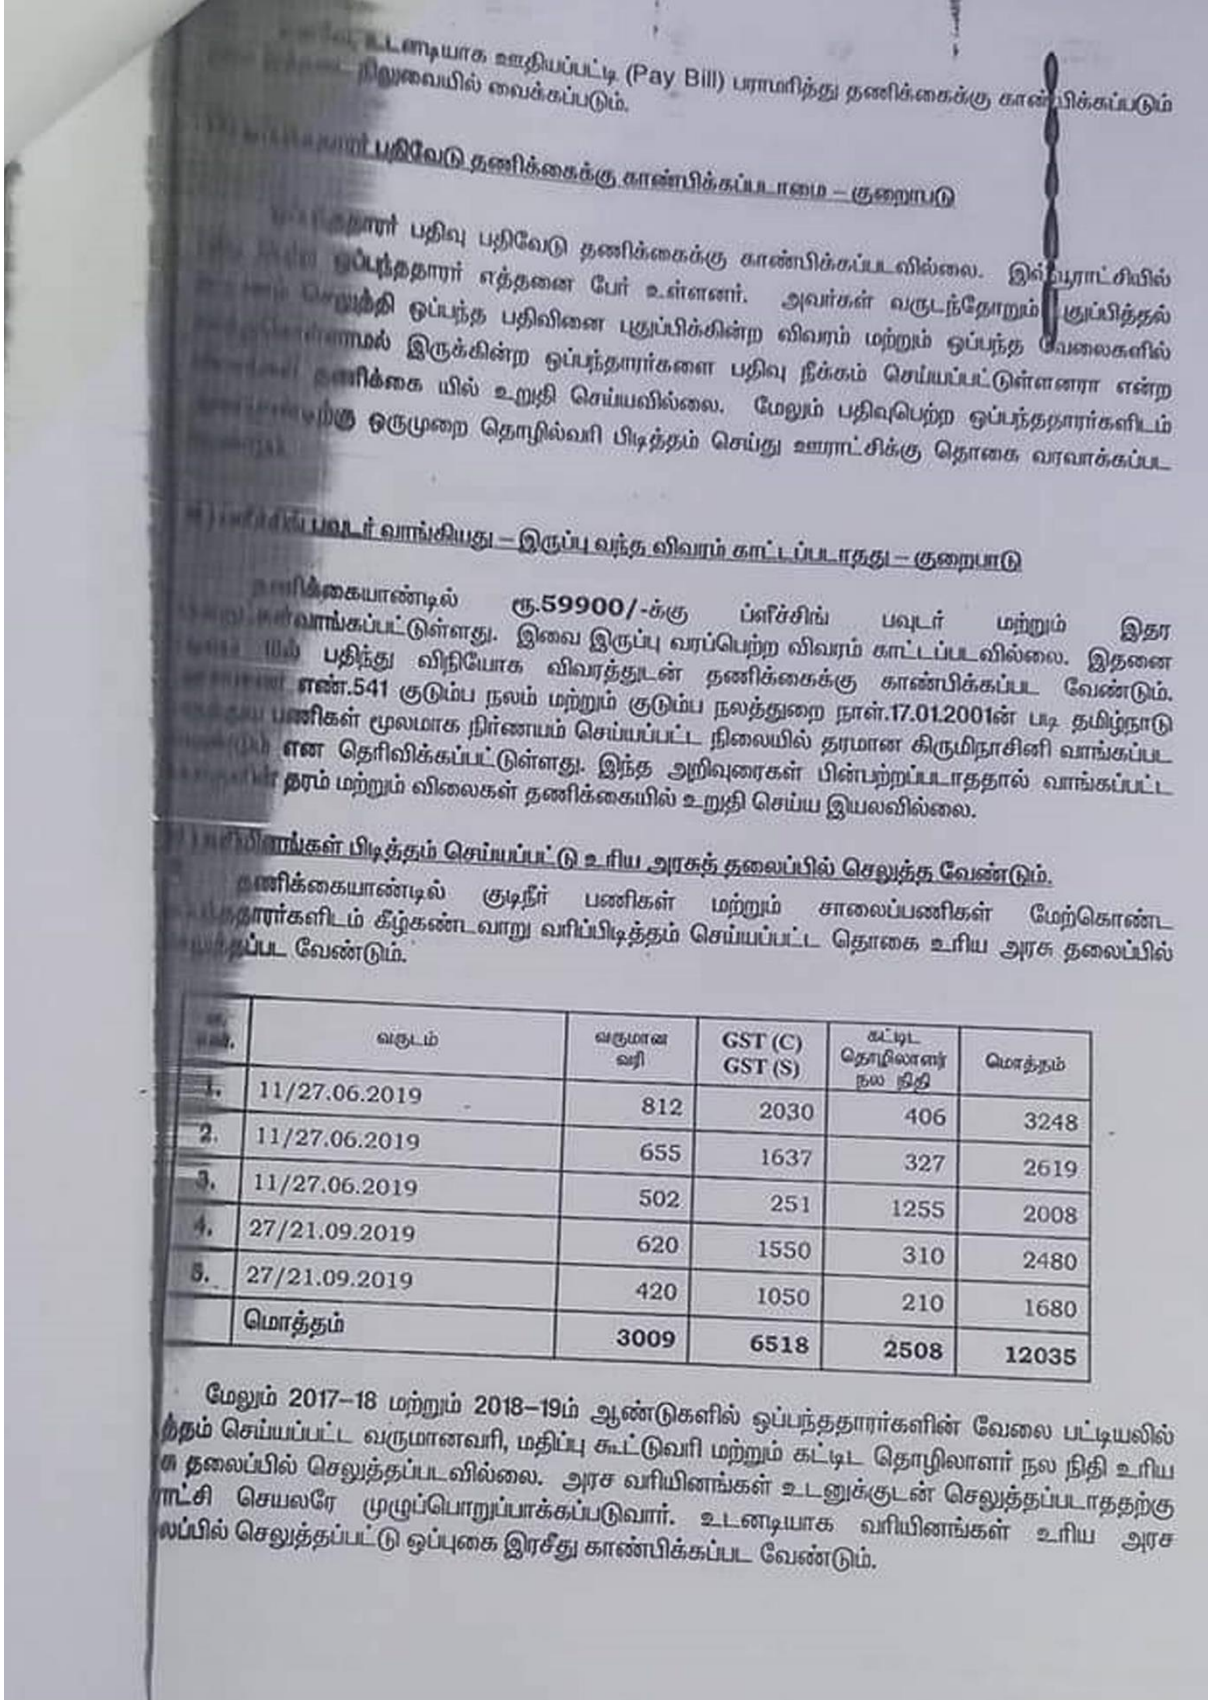 உடனடியாக ஊதியப்பட்டி (Pay Bill) பராமரித்து தணிக்கைக்கு காண்பிக்கப்படும்
நிலுவையில் வைக்கப்படும்.
பதிவேடு தணிக்கைக்கு காண்பிக்கப்படாமை – குறைபாடு
பதிவு பதிவேடு தணிக்கைக்கு காண்பிக்கப்படவில்லை. இவ்வூராட்சியில்
ஒப்பந்ததாரர் எத்தனை பேர் உள்ளனர். அவர்கள் வருடந்தோறும் புதுப்பித்தல்
செலுத்தி ஒப்பந்த பதிவினை புதுப்பிக்கின்ற விவரம் மற்றும் ஒப்பந்த வேலைகளில்
இருக்கின்ற ஒப்பந்தாரர்களை பதிவு நீக்கம் செய்யப்பட்டுள்ளனரா என்ற
தணிக்கை யில் உறுதி செய்யவில்லை. மேலும் பதிவுபெற்ற ஒப்பந்ததாரர்களிடம்
ஒருமுறை தொழில்வரி பிடித்தம் செய்து ஊராட்சிக்கு தொகை வரவாக்கப்பட
பவுடர் வாங்கியது – இருப்பு வந்த விவரம் காட்டப்படாதது – குறைபாடு
தணிக்கையாண்டில் ரூ.59900/-க்கு ப்ளீச்சிங் பவுடர் மற்றும் இதர
வாங்கப்பட்டுள்ளது. இவை இருப்பு வரப்பெற்ற விவரம் காட்டப்படவில்லை. இதனை
பதிந்து விநியோக விவரத்துடன் தணிக்கைக்கு காண்பிக்கப்பட வேண்டும்.
எண்.541 குடும்ப நலம் மற்றும் குடும்ப நலத்துறை நாள்.17.01.2001ன் படி தமிழ்நாடு
பணிகள் மூலமாக நிர்ணயம் செய்யப்பட்ட நிலையில் தரமான கிருமிநாசினி வாங்கப்பட
என தெரிவிக்கப்பட்டுள்ளது. இந்த அறிவுரைகள் பின்பற்றப்படாததால் வாங்கப்பட்ட
தரம் மற்றும் விலைகள் தணிக்கையில் உறுதி செய்ய இயலவில்லை.
பிடித்தம் செய்யப்பட்டு உரிய அரசுத் தலைப்பில் செலுத்த வேண்டும்.
தணிக்கையாண்டில் குடிநீர் பணிகள் மற்றும் சாலைப்பணிகள் மேற்கொண்ட
கீழ்கண்டவாறு வரிப்பிடித்தம் செய்யப்பட்ட தொகை உரிய அரசு தலைப்பில்
வேண்டும்.
எண். வருடம் வருமான வரி GST (C) GST (S) கட்டிட தொழிலாளர் நல நிதி மொத்தம்
1. 11/27.06.2019 812 2030 406 3248
2. 11/27.06.2019 655 1637 327 2619
3. 11/27.06.2019 502 251 1255 2008
4. 27/21.09.2019 620 1550 310 2480
5. 27/21.09.2019 420 1050 210 1680
மொத்தம் 3009 6518 2508 12035
மேலும் 2017–18 மற்றும் 2018–19ம் ஆண்டுகளில் ஒப்பந்ததாரர்களின் வேலை பட்டியலில்
த்தம் செய்யப்பட்ட வருமானவரி, மதிப்பு கூட்டுவரி மற்றும் கட்டிட தொழிலாளர் நல நிதி உரிய
சு தலைப்பில் செலுத்தப்படவில்லை. அரச வரியினங்கள் உடனுக்குடன் செலுத்தப்படாததற்கு
ராட்சி செயலரே முழுப்பொறுப்பாக்கப்படுவார். உடனடியாக வரியினங்கள் உரிய அரச
லைப்பில் செலுத்தப்பட்டு ஒப்புகை இரசீது காண்பிக்கப்பட வேண்டும்.